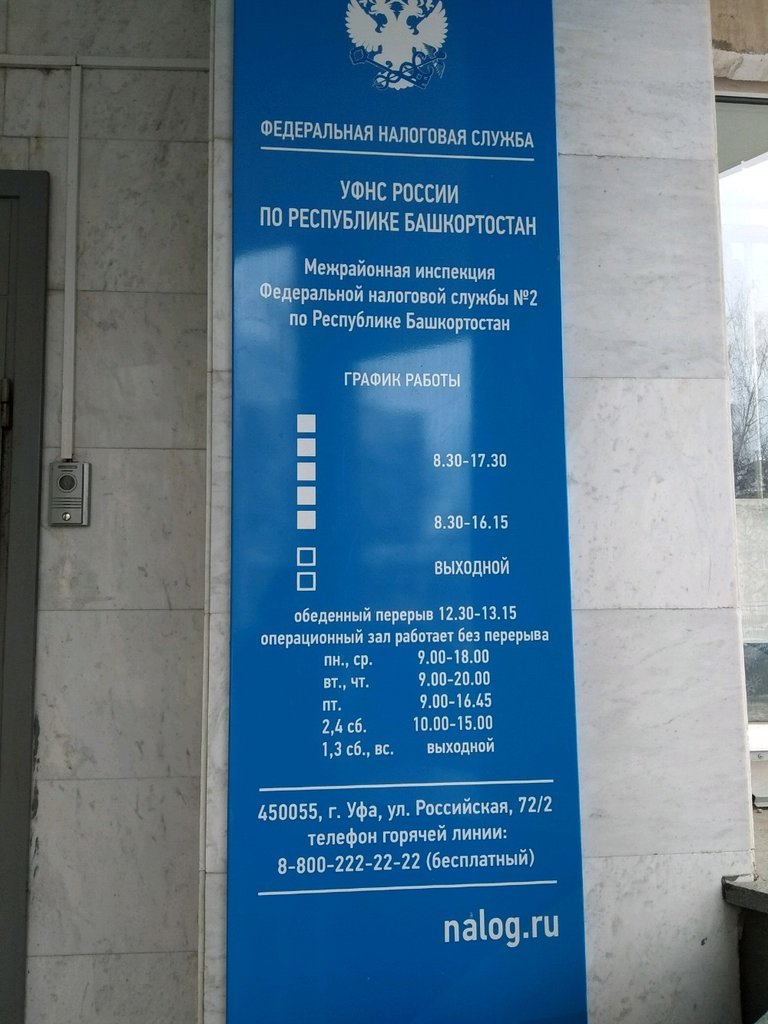 ФЕДЕРАЛЬНАЯ НАЛОГОВАЯ СЛУЖБА
УФНС РОССИИ
ПО РЕСПУБЛИКЕ БАШКОРТОСТАН
Межрайонная инспекция
Федеральной налоговой службы №2
по Республике Башкортостан
ГРАФИК РАБОТЫ
8.30-17.30
8.30-16.15
ВЫХОДНОЙ
обеденный перерыв 12.30-13.15
операционный зал работает без перерыва
пн., ср. 9.00-18.00
вт., чт. 9.00-20.00
пт. 9.00-16.45
2,4 сб. 10.00-15.00
1,3 сб., вс. выходной
450055, г. Уфа, ул. Российская, 72/2
телефон горячей линии:
8-800-222-22-22 (бесплатный)
nalog.ru